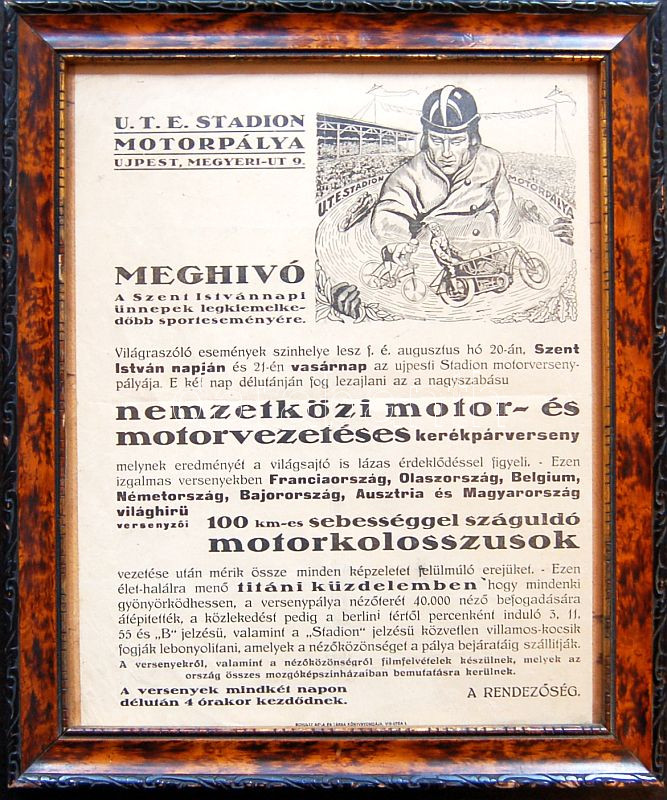 U. T. E. STADION
MOTORPÁLYA
UJPEST, MEGYERI-UT 9.
U.T.E STADION MOTORPÁLYA
MEGHIVÓ
A Szent Istvánnapi
ünnepek legkiemelke-
dőbb sporteseményére.
Világraszóló események szinhelye lesz f. é. augusztus hó 20-án, Szent
István napján és 21-én vasárnap az ujpesti Stadion motorverseny-
pályája. E két nap délutánján fog lezajlani az a nagyszabásu
nemzetközi motor- és
motorvezetéses kerékpárverseny
melynek eredményét a világsajtó is lázas érdeklődéssel figyeli. - Ezen
izgalmas versenyekben Franciaország, Olaszország, Belgium,
Németország, Bajorország, Ausztria és Magyarország
világhirü
versenyzői 100 km-es sebességgel száguldó
motorkolosszusok
vezetése után mérik össze minden képzeletet felülmúló erejüket. - Ezen
élet-halálra menő titáni küzdelemben hogy mindenki
gyönyörködhessen, a versenypálya nézőterét 40.000 néző befogadására
átépitették, a közlekedést pedig a berlini tértől percenként induló 3, 11,
55 és „B" jelzésü, valamint a „Stadion" jelzésü közvetlen villamos-kocsik
fogják lebonyolitani, amelyek a nézőközönséget a pálya bejáratáig szállitják.
A versenyekről, valamint a nézőközönségről filmfelvételek készülnek, melyek az
ország összes mozgóképszinházaiban bemutatásra kerülnek.
A versenyek mindkét napon
délután 4 órakor kezdődnek.
A RENDEZŐSÉG.